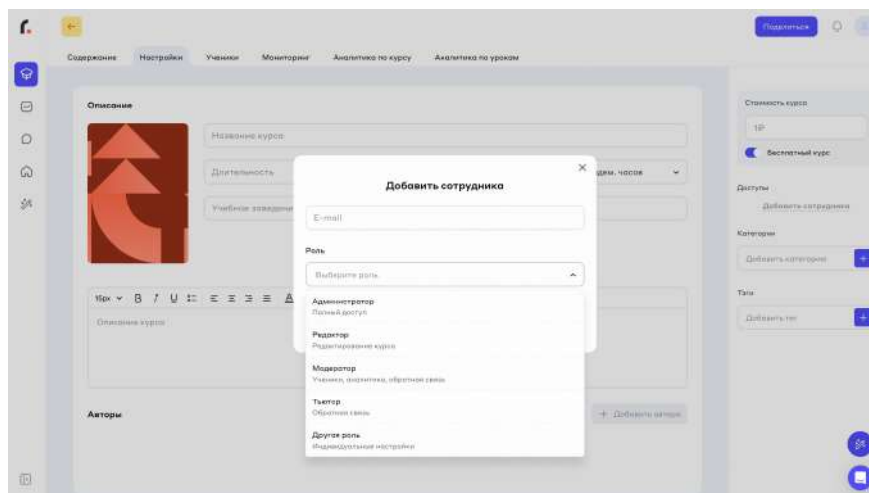 Поделиться
Содержание Настройки Ученики Мониторинг Аналитика по курсу Аналитика по урокам
Описание
Название курса
Длительность
адем. часов
Учебное заведение
15px B I U A
Описание курса
Авторы
+ Добавить автора
Добавить сотрудника
E-mail
Роль
Выберите роль
Администратор
Полный доступ
Редактор
Редактирование курса
Модератор
Ученики, аналитика, обратная связь
Тьютор
Обратная связь
Другая роль
Индивидуальные настройки
Стоимость курса
Бесплатный курс
Доступы
Добавить сотрудника
Категории
Добавить категорию
Тэги
Добавить тег